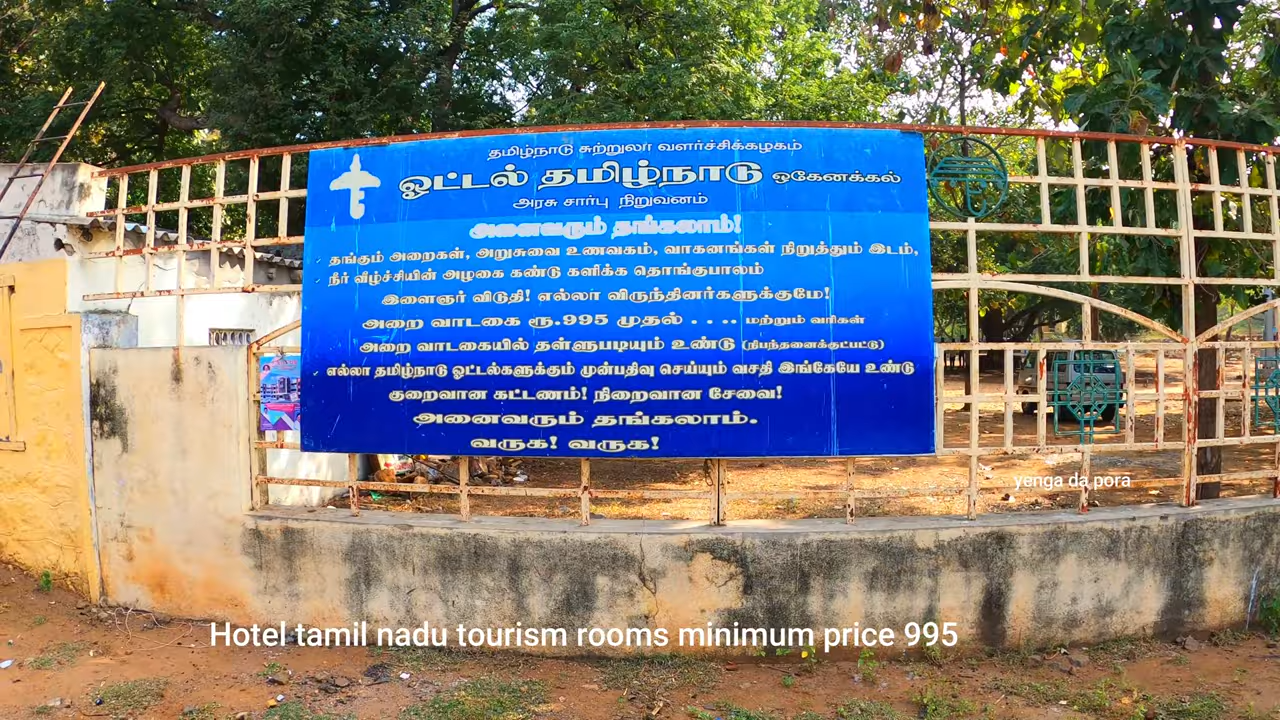 தமிழ்நாடு சுற்றுலா வளர்ச்சிக்கழகம்
ஓட்டல் தமிழ்நாடு ஒகேனக்கல்
அரசு சார்பு நிறுவனம்
அனைவரும் தங்கலாம்!
தங்கும் அறைகள், அறுசுவை உணவகம், வாகனங்கள் நிறுத்தும் இடம்,
நீர் வீழ்ச்சியின் அழகை கண்டு களிக்க தொங்குபாலம்
இளைஞர் விடுதி! எல்லா விருந்தினர்களுக்குமே!
அறை வாடகை ரூ.995 முதல் . . . . மற்றும் வரிகள்
அறை வாடகையில் தள்ளுபடியும் உண்டு (நிபந்தனைக்குட்பட்டு)
எல்லா தமிழ்நாடு ஓட்டல்களுக்கும் முன்பதிவு செய்யும் வசதி இங்கேயே உண்டு
குறைவான கட்டணம்! நிறைவான சேவை!
அனைவரும் தங்கலாம்.
வருக! வருக!
yenga da pora
Hotel tamil nadu tourism rooms minimum price 995